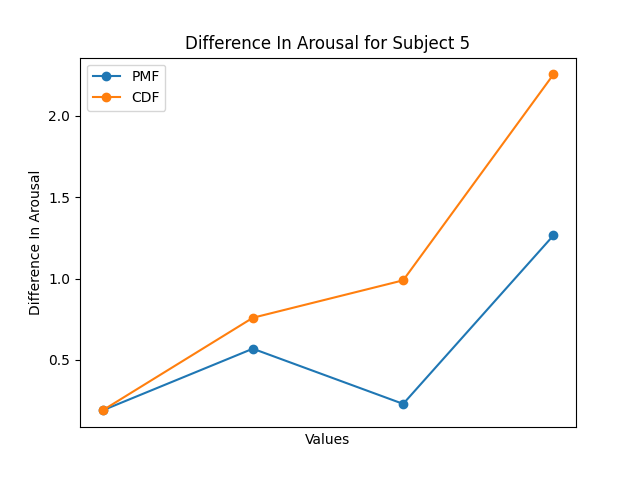 Difference In Arousal for Subject 5
PMF
CDF
2.0
1.5
1.0
0.5
Difference In Arousal
Values